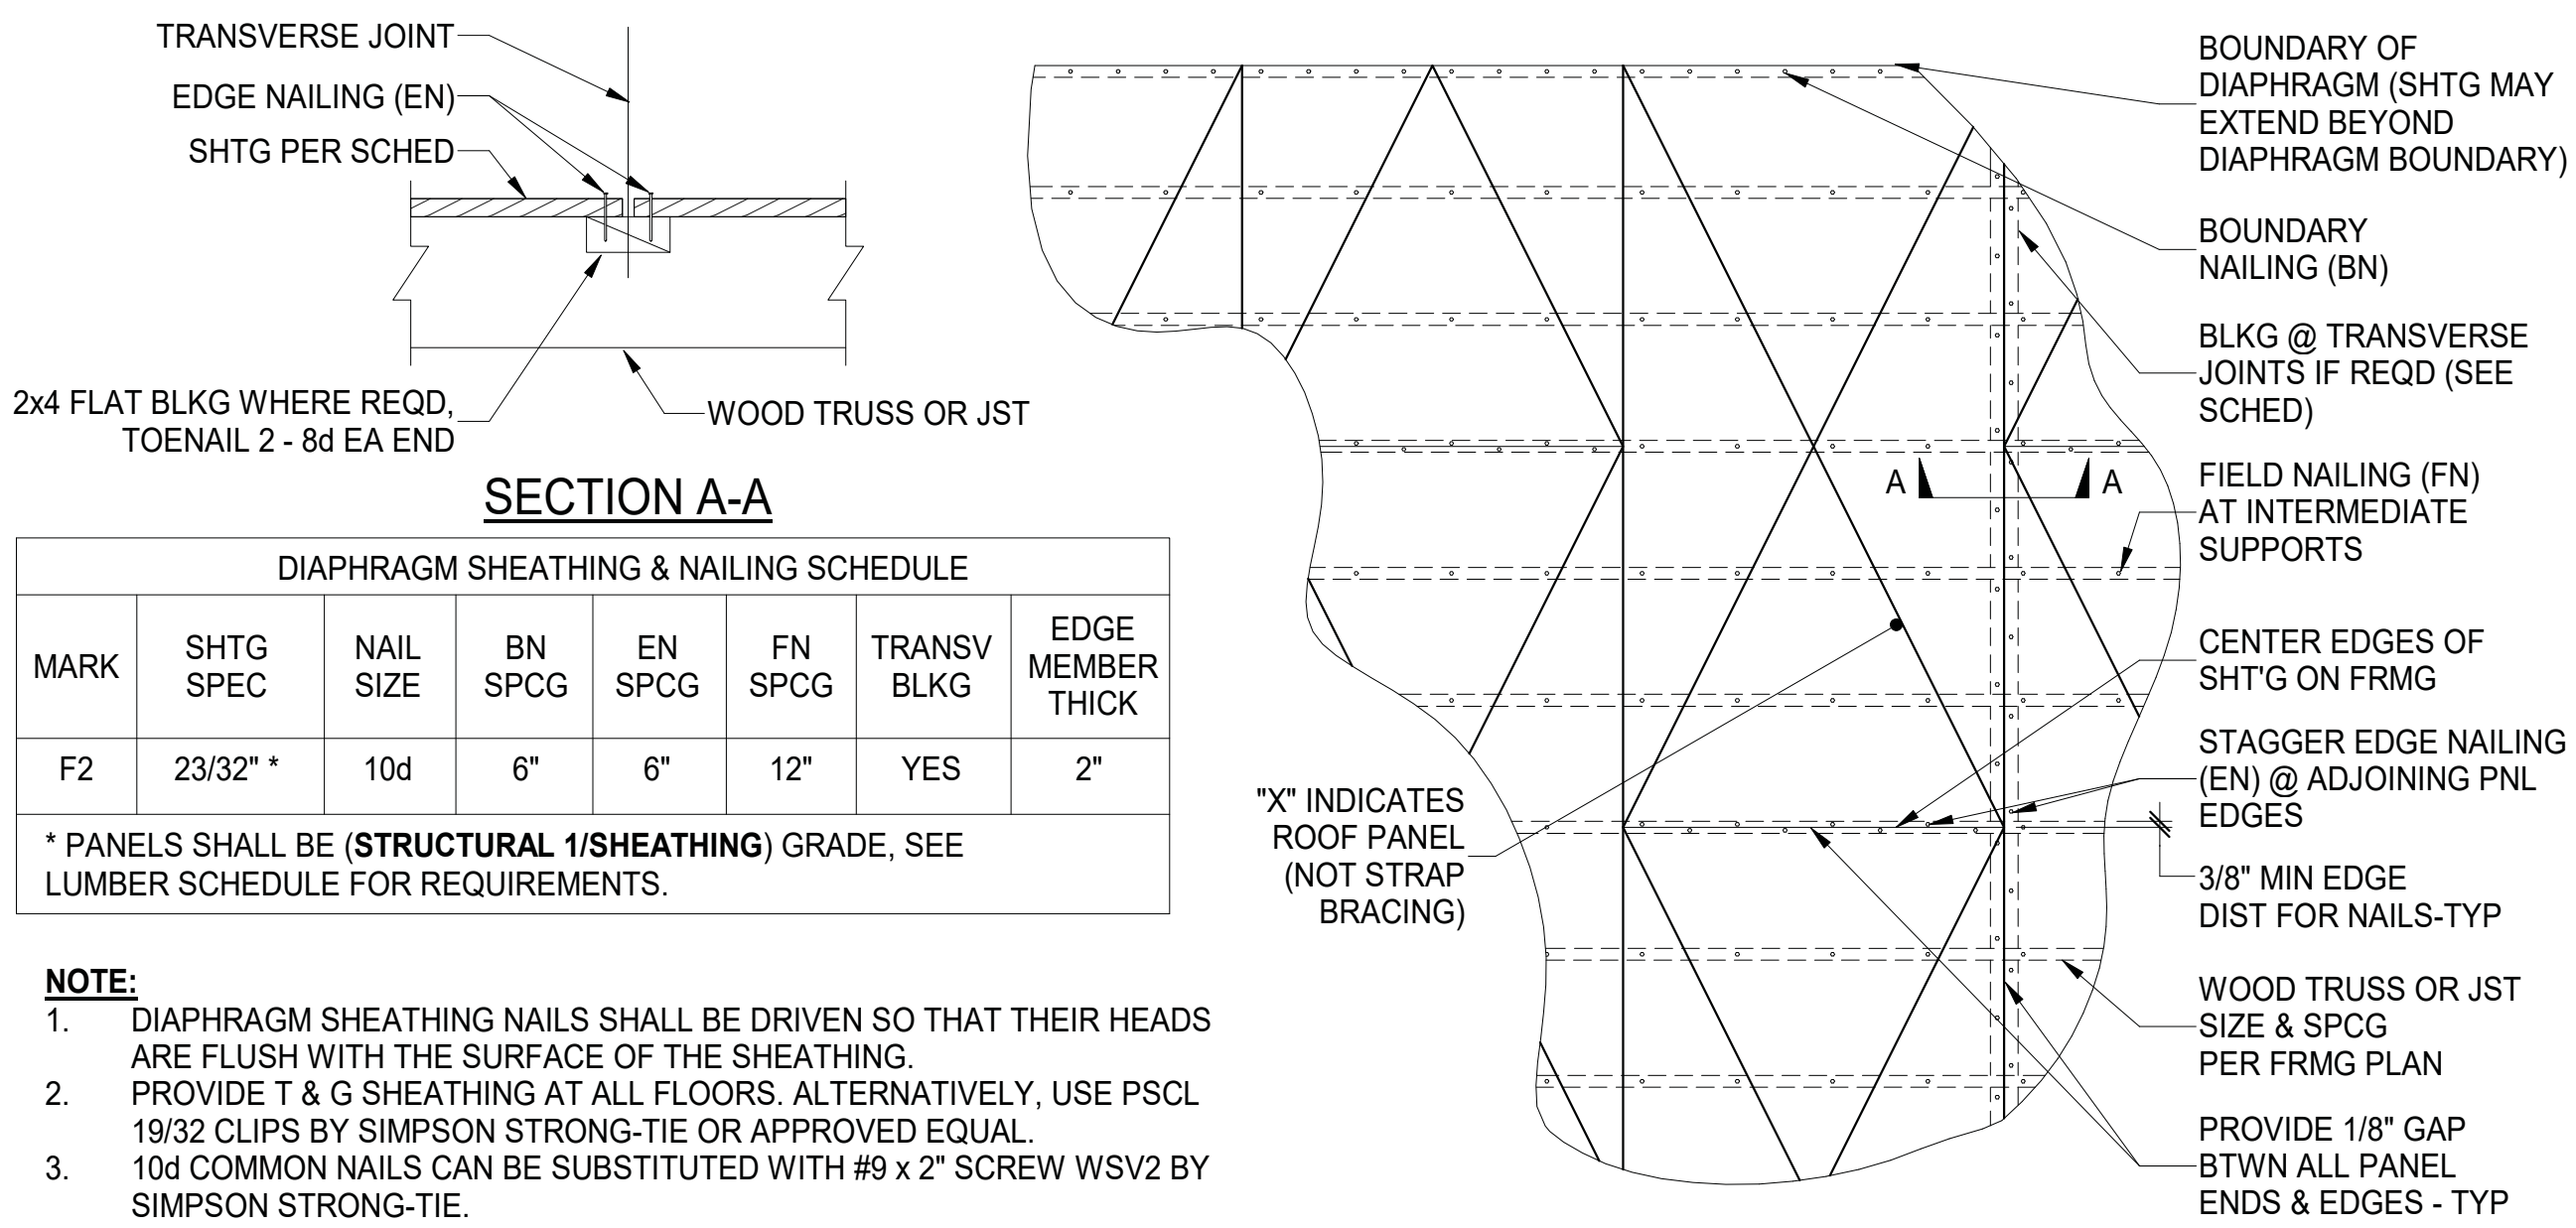 TRANSVERSE JOINT
EDGE NAILING (EN)
SHTG PER SCHED
2x4 FLAT BLKG WHERE REQD,
TOENAIL 2 - 8d EA END
WOOD TRUSS OR JST
SECTION A-A
DIAPHRAGM SHEATHING & NAILING SCHEDULE
MARK
SHTG
SPEC
NAIL
SIZE
BN
SPCG
EN
SPCG
FN
SPCG
TRANSV
BLKG
EDGE
MEMBER
THICK
F2
23/32" *
10d
6"
6"
12"
YES
2"
* PANELS SHALL BE (STRUCTURAL 1/SHEATHING) GRADE, SEE
LUMBER SCHEDULE FOR REQUIREMENTS.
NOTE:
1. DIAPHRAGM SHEATHING NAILS SHALL BE DRIVEN SO THAT THEIR HEADS
ARE FLUSH WITH THE SURFACE OF THE SHEATHING.
2. PROVIDE T & G SHEATHING AT ALL FLOORS. ALTERNATIVELY, USE PSCL
19/32 CLIPS BY SIMPSON STRONG-TIE OR APPROVED EQUAL.
3. 10d COMMON NAILS CAN BE SUBSTITUTED WITH #9 x 2" SCREW WSV2 BY
SIMPSON STRONG-TIE.
"X" INDICATES
ROOF PANEL
(NOT STRAP
BRACING)
A
A
BOUNDARY OF
DIAPHRAGM (SHTG MAY
EXTEND BEYOND
DIAPHRAGM BOUNDARY)
BOUNDARY
NAILING (BN)
BLKG @ TRANSVERSE
JOINTS IF REQD (SEE
SCHED)
FIELD NAILING (FN)
AT INTERMEDIATE
SUPPORTS
CENTER EDGES OF
SHT'G ON FRMG
STAGGER EDGE NAILING
(EN) @ ADJOINING PNL
EDGES
3/8" MIN EDGE
DIST FOR NAILS-TYP
WOOD TRUSS OR JST
SIZE & SPCG
PER FRMG PLAN
PROVIDE 1/8" GAP
BTWN ALL PANEL
ENDS & EDGES - TYP